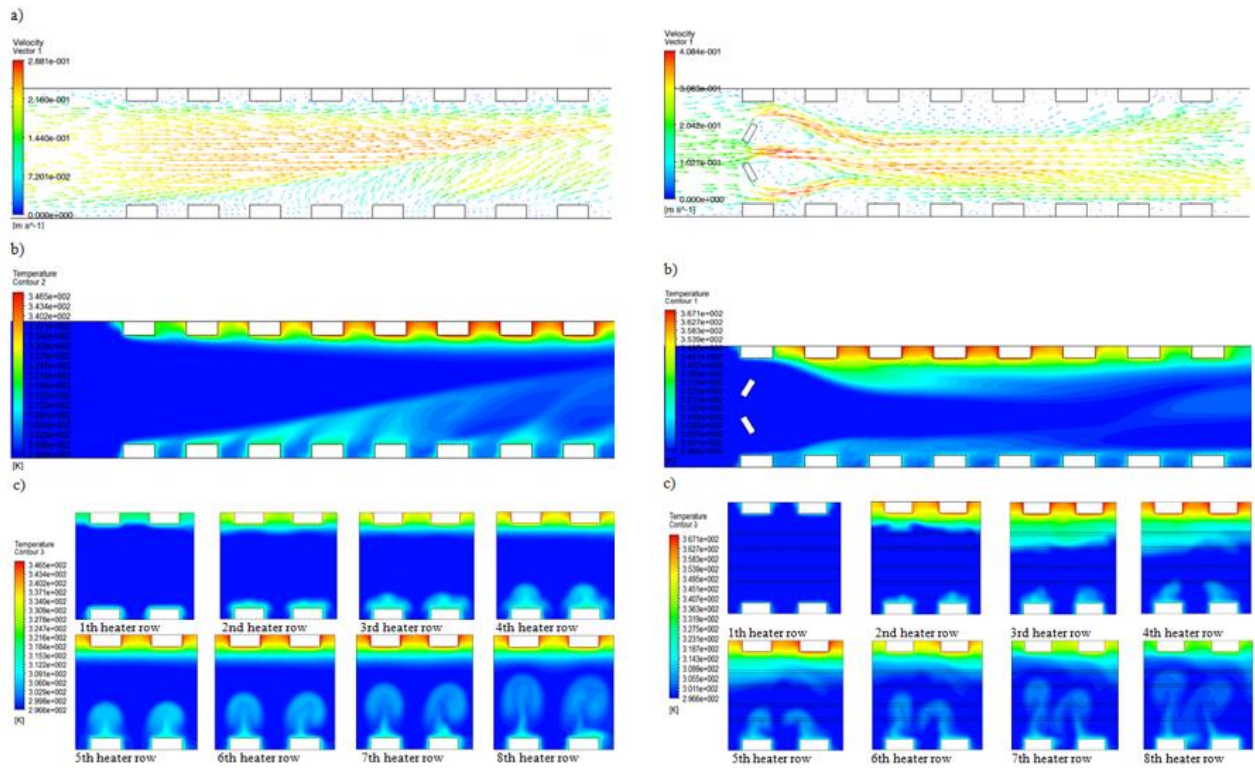 a)
Velocity
Vector 1
2.881e-001
2.160e-001
1.440e-001
7.201e-002
0.000e+000
[m s^-1]
Velocity
Vector 1
4.084e-001
3.063e-001
2.042e-001
1.021e-001
0.000e+000
[m s^-1]
b)
Temperature
Contour 2
3.465e+002
3.434e+002
3.402e+002
[K]
b)
Temperature
Contour 1
3.671e+002
3.627e+002
3.583e+002
3.539e+002
c)
Temperature
Contour 3
3.465e+002
3.434e+002
3.402e+002
3.371e+002
3.340e+002
3.309e+002
3.278e+002
3.247e+002
3.216e+002
3.184e+002
3.153e+002
3.122e+002
3.091e+002
3.060e+002
3.029e+002
2.998e+002
2.966e+002
[K]
1th heater row
2nd heater row
3rd heater row
4th heater row
5th heater row
6th heater row
7th heater row
8th heater row
c)
Temperature
Contour 3
3.671e+002
3.627e+002
3.583e+002
3.539e+002
3.495e+002
3.451e+002
3.407e+002
3.363e+002
3.319e+002
3.275e+002
3.231e+002
3.187e+002
3.143e+002
3.099e+002
3.055e+002
3.011e+002
2.966e+002
[K]
1th heater row
2nd heater row
3rd heater row
4th heater row
5th heater row
6th heater row
7th heater row
8th heater row